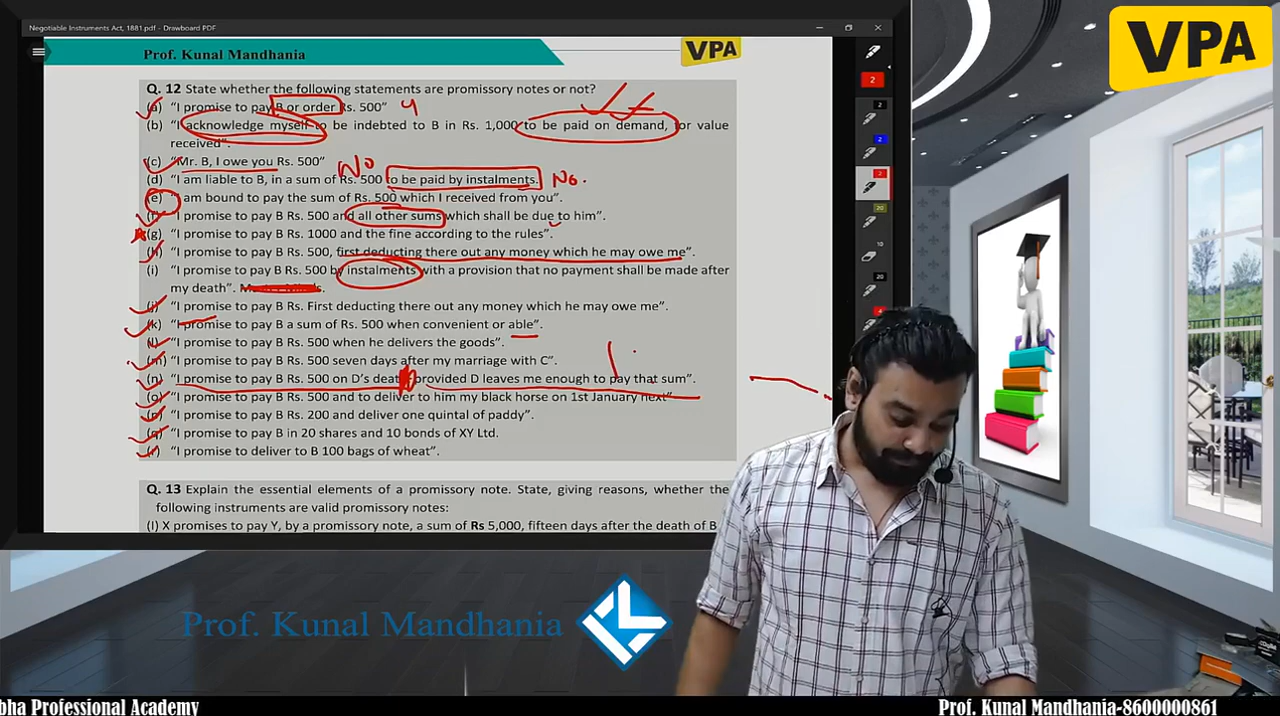 Negotiable Instruments Act, 1881.pdf - Drawboard PDF
Prof. Kunal Mandhania
VPA
VPA
Q. 12 State whether the following statements are promissory notes or not?
(a) "I promise to pay B or order Rs. 500"
(b) "I acknowledge myself to be indebted to B in Rs. 1,000 to be paid on demand, for value
received".
(c) "Mr. B, I owe you Rs. 500"
NO
(d) "I am liable to B, in a sum of Rs. 500 to be paid by instalments.
No.
(e) am bound to pay the sum of Rs. 500 which I received from you".
I promise to pay B Rs. 500 and all other sums which shall be due to him".
(g) "I promise to pay B Rs. 1000 and the fine according to the rules".
"I promise to pay B Rs. 500, first deducting there out any money which he may owe me".
(i) "I promise to pay B Rs. 500 by instalments with a provision that no payment shall be made after
my death".
(j) "I promise to pay B Rs. First deducting there out any money which he may owe me".
(k) "I promise to pay B a sum of Rs. 500 when convenient or able".
(l) "I promise to pay B Rs. 500 when he delivers the goods".
(m) "I promise to pay B Rs. 500 seven days after my marriage with C".
(n) "I promise to pay B Rs. 500 on D's death provided D leaves me enough to pay that sum".
(o) "I promise to pay B Rs. 500 and to deliver to him my black horse on 1st January next"
(p) "I promise to pay B Rs. 200 and deliver one quintal of paddy".
(q) "I promise to pay B in 20 shares and 10 bonds of XY Ltd.
(r) "I promise to deliver to B 100 bags of wheat".
Q. 13 Explain the essential elements of a promissory note. State, giving reasons, whether the
following instruments are valid promissory notes:
(I) X promises to pay Y, by a promissory note, a sum of Rs 5,000, fifteen days after the death of B
Prof. Kunal Mandhania
bha Professional Academy
Prof. Kunal Mandhania-8600000861